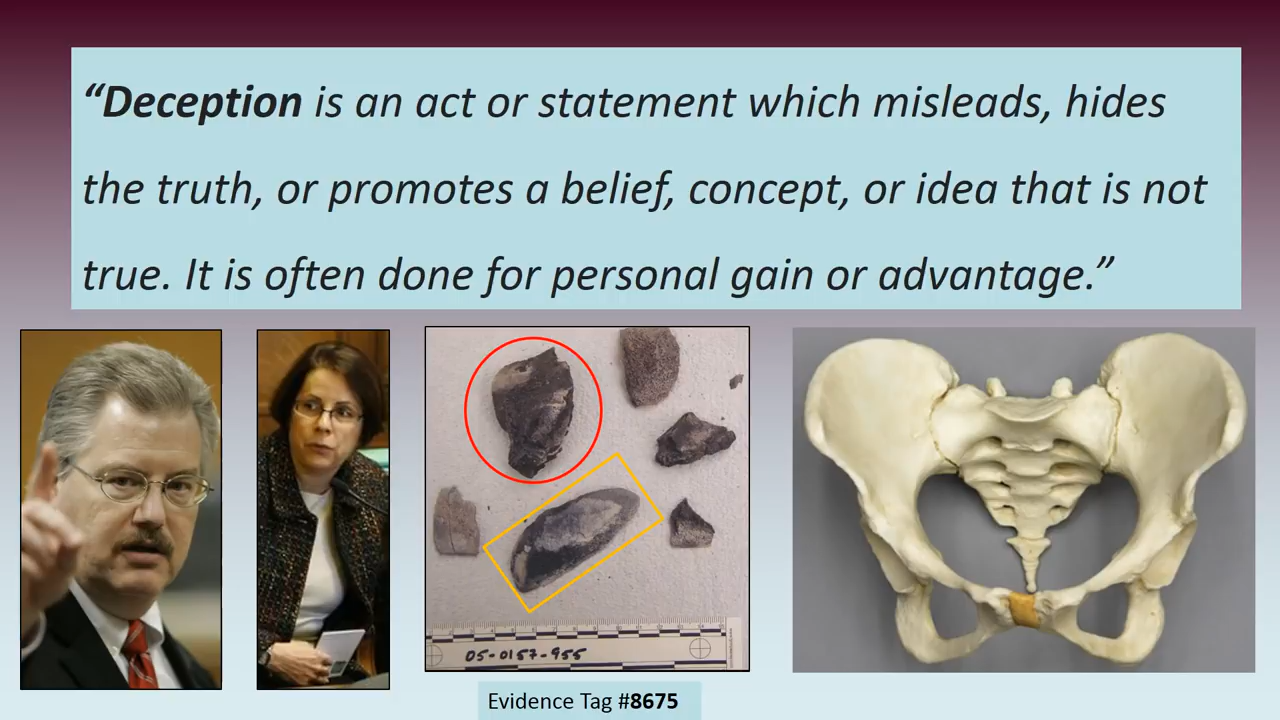 “Deception is an act or statement which misleads, hides
the truth, or promotes a belief, concept, or idea that is not
true. It is often done for personal gain or advantage.”
05-0157-955
Evidence Tag #8675